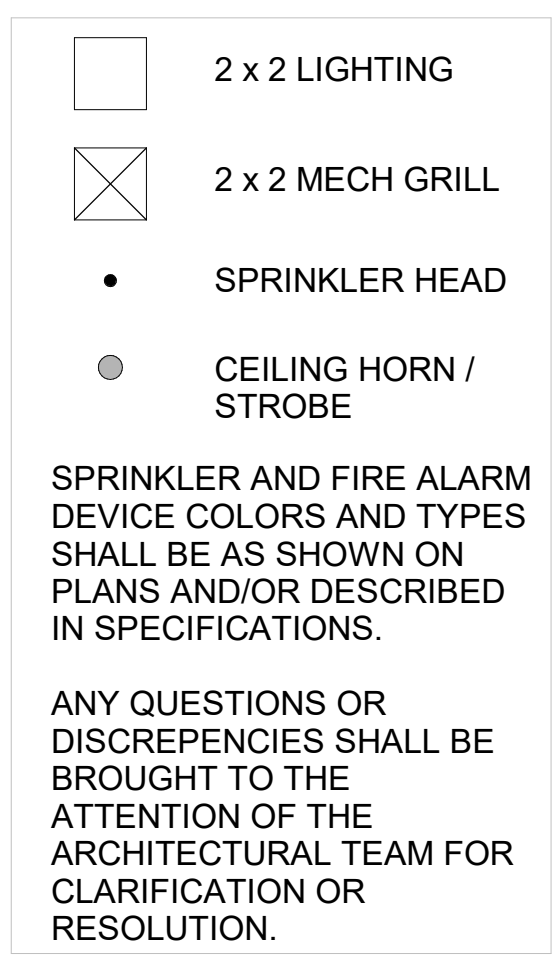 2 x 2 LIGHTING
2 x 2 MECH GRILL
SPRINKLER HEAD
CEILING HORN /
STROBE
SPRINKLER AND FIRE ALARM
DEVICE COLORS AND TYPES
SHALL BE AS SHOWN ON
PLANS AND/OR DESCRIBED
IN SPECIFICATIONS.
ANY QUESTIONS OR
DISCREPENCIES SHALL BE
BROUGHT TO THE
ATTENTION OF THE
ARCHITECTURAL TEAM FOR
CLARIFICATION OR
RESOLUTION.